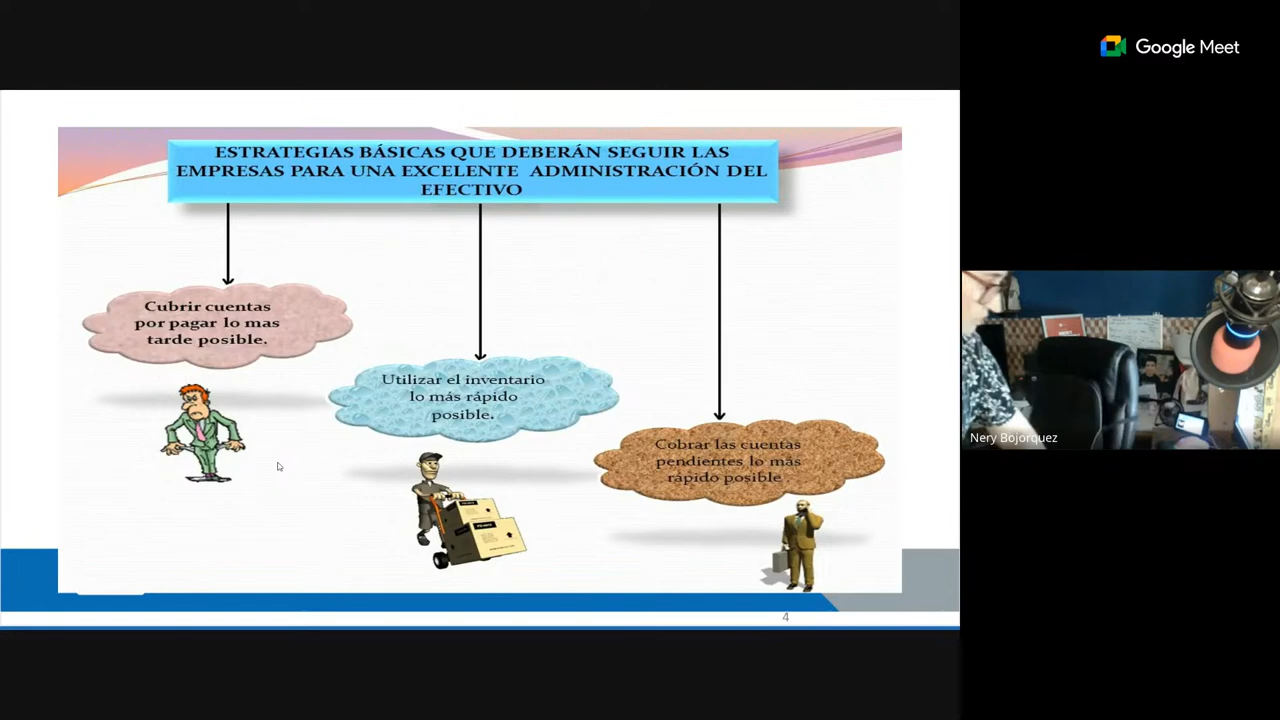 Google Meet
ESTRATEGIAS BÁSICAS QUE DEBERÁN SEGUIR LAS
EMPRESAS PARA UNA EXCELENTE ADMINISTRACIÓN DEL
EFECTIVO
Cubrir cuentas
por pagar lo mas
tarde posible.
Utilizar el inventario
lo más rápido
posible.
Cobrar las cuentas
pendientes lo más
rápido posible
Nery Bojorquez
4